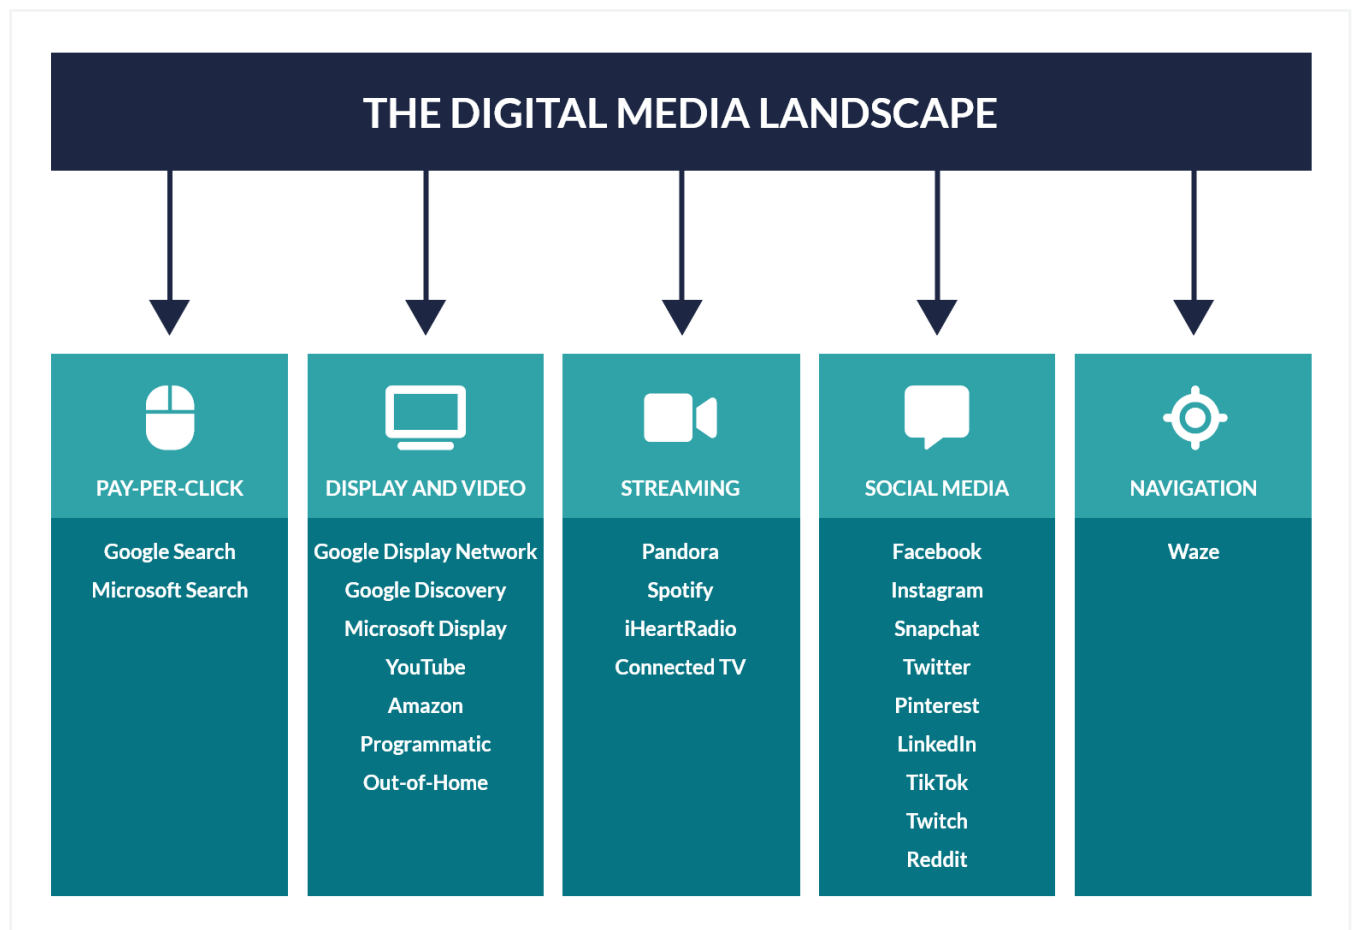 THE DIGITAL MEDIA LANDSCAPE
PAY-PER-CLICK
Google Search
Microsoft Search
DISPLAY AND VIDEO
Google Display Network
Google Discovery
Microsoft Display
YouTube
Amazon
Programmatic
Out-of-Home
STREAMING
Pandora
Spotify
iHeartRadio
Connected TV
SOCIAL MEDIA
Facebook
Instagram
Snapchat
Twitter
Pinterest
LinkedIn
TikTok
Twitch
Reddit
NAVIGATION
Waze